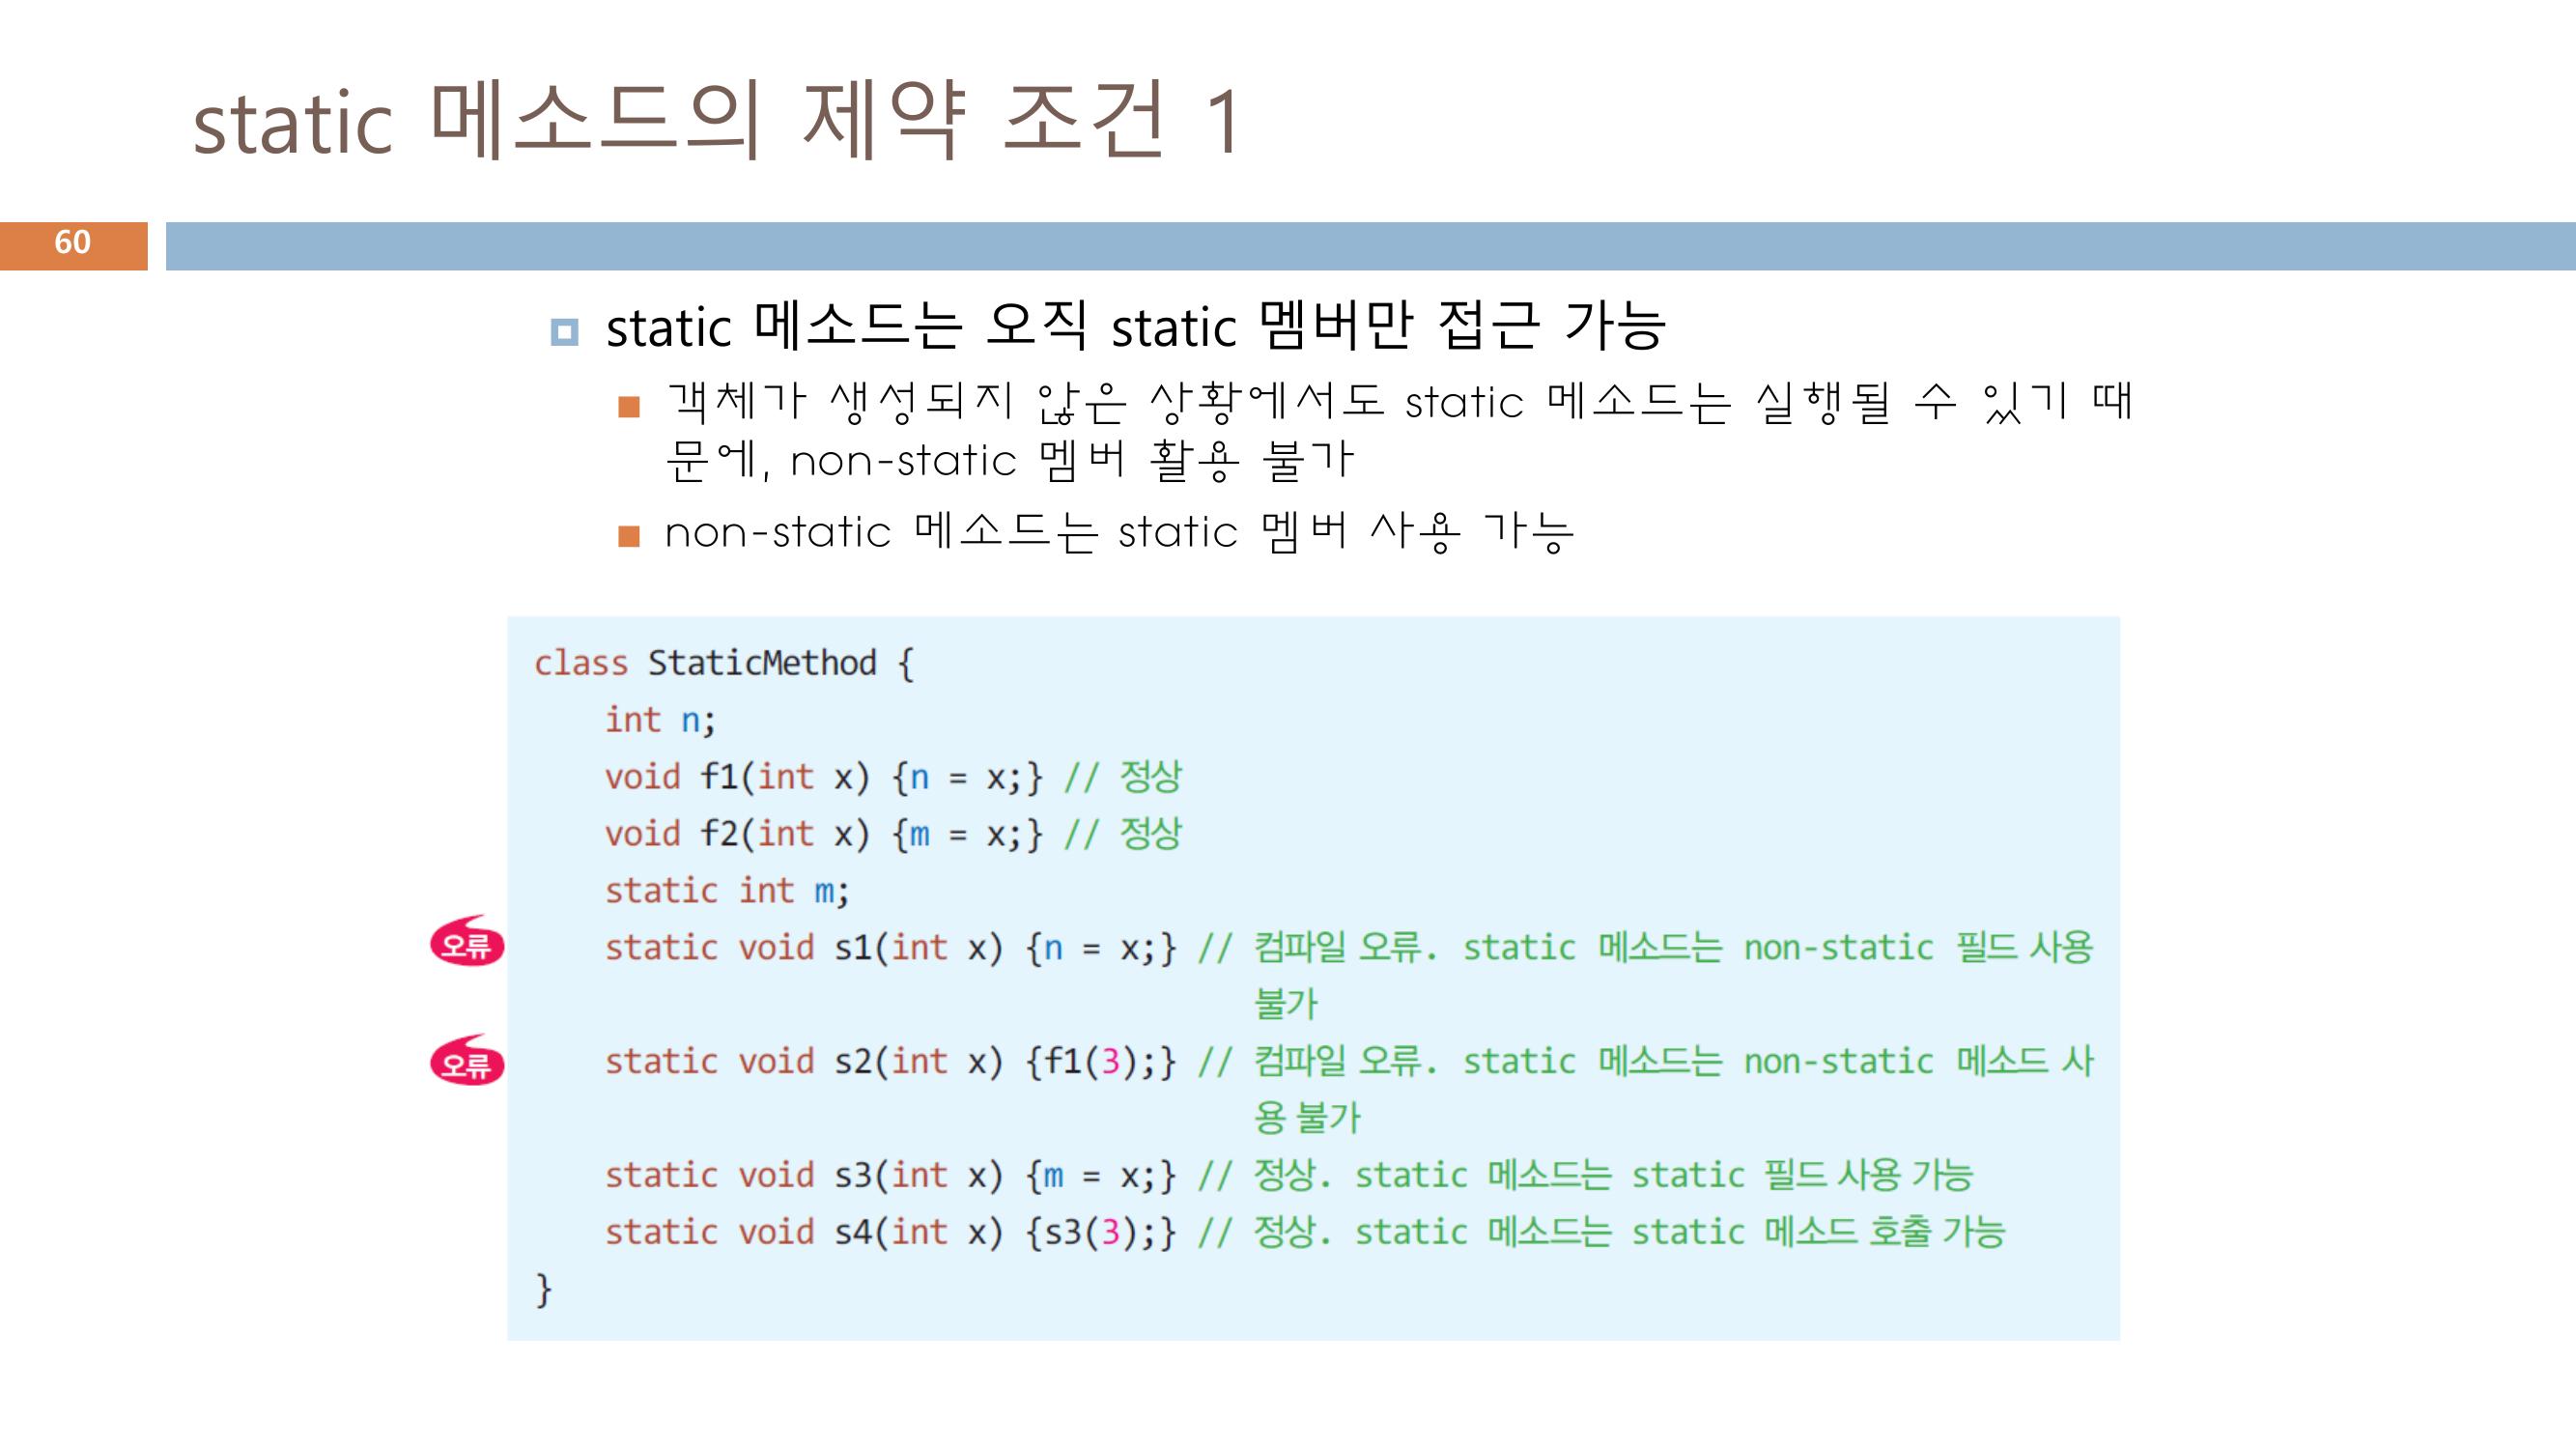 static 메소드의 제약 조건 1
60
static 메소드는 오직 static 멤버만 접근 가능
객체가 생성되지 않은 상황에서도 static 메소드는 실행될 수 있기 때
문에, non-static 멤버 활용 불가
non-static 메소드는 static 멤버 사용 가능
class StaticMethod {
int n;
void f1(int x) {n = x;} // 정상
void f2(int x) {m = x;} // 정상
static int m;
오류 static void s1(int x) {n = x;} // 컴파일 오류. static 메소드는 non-static 필드 사용
불가
오류 static void s2(int x) {f1(3);} // 컴파일 오류. static 메소드는 non-static 메소드 사
용 불가
static void s3(int x) {m = x;} // 정상. static 메소드는 static 필드 사용 가능
static void s4(int x) {s3(3);} // 정상. static 메소드는 static 메소드 호출 가능
}